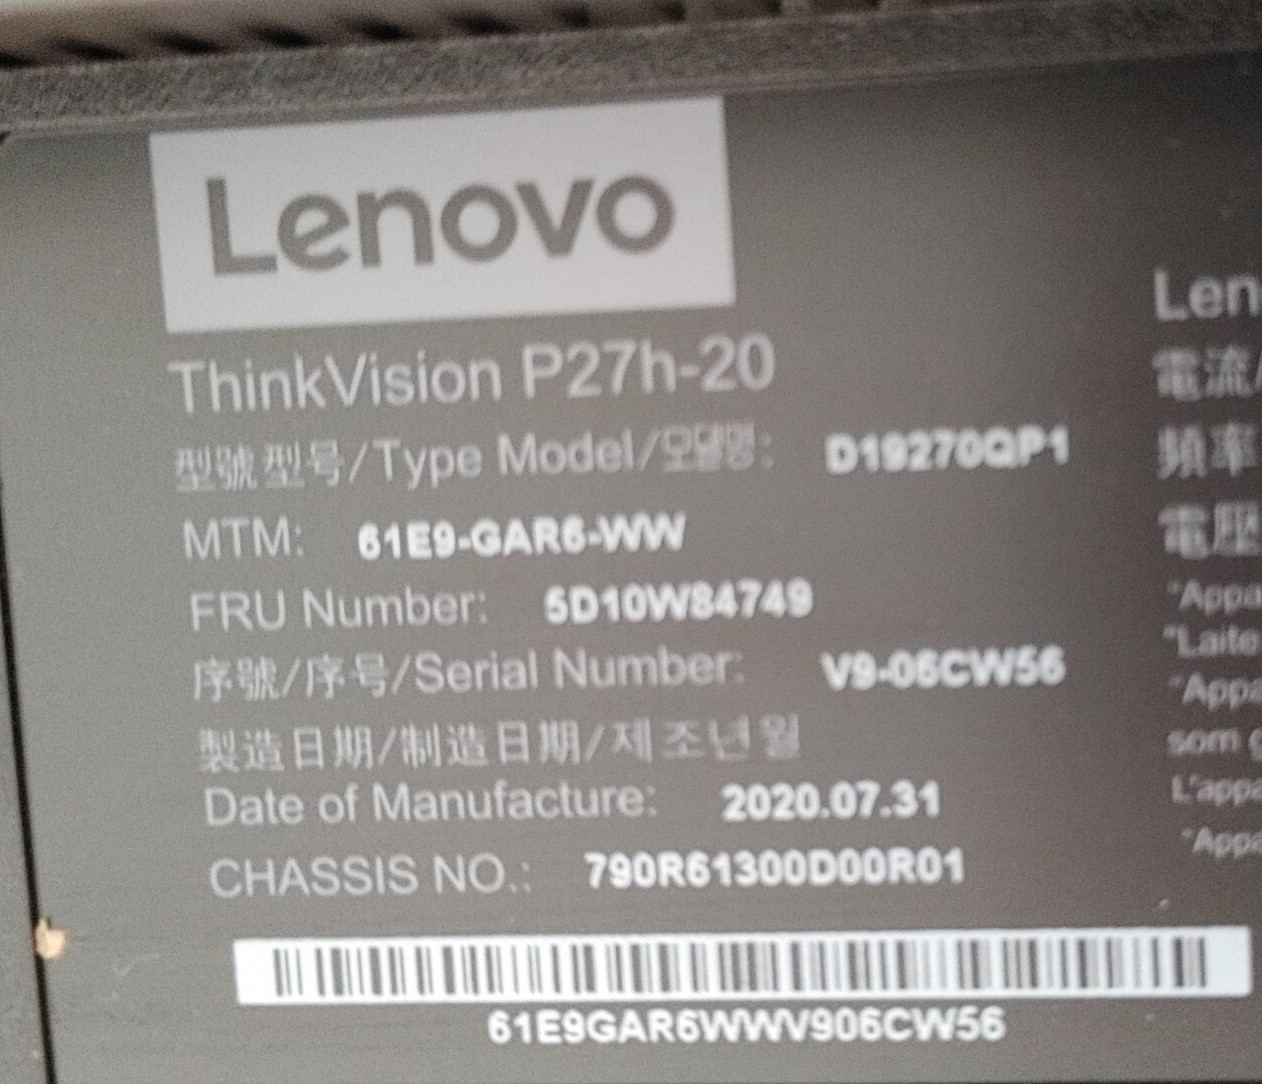 Lenovo
ThinkVision P27h-20
型號/型号/Type Model/모델명: D19270QP1
MTM: 61E9-GAR6-WW
FRU Number: 5D10W84749
序號/序号/Serial Number: V9-06CW56
製造日期/制造日期/제조년월
Date of Manufacture: 2020.07.31
CHASSIS NO.: 790R61300D00R01
61E9GAR6WWV906CW56
Len
電流/
頻率
電壓
"Appa
"Laite
"Appa
som g
L'appa
"Appa